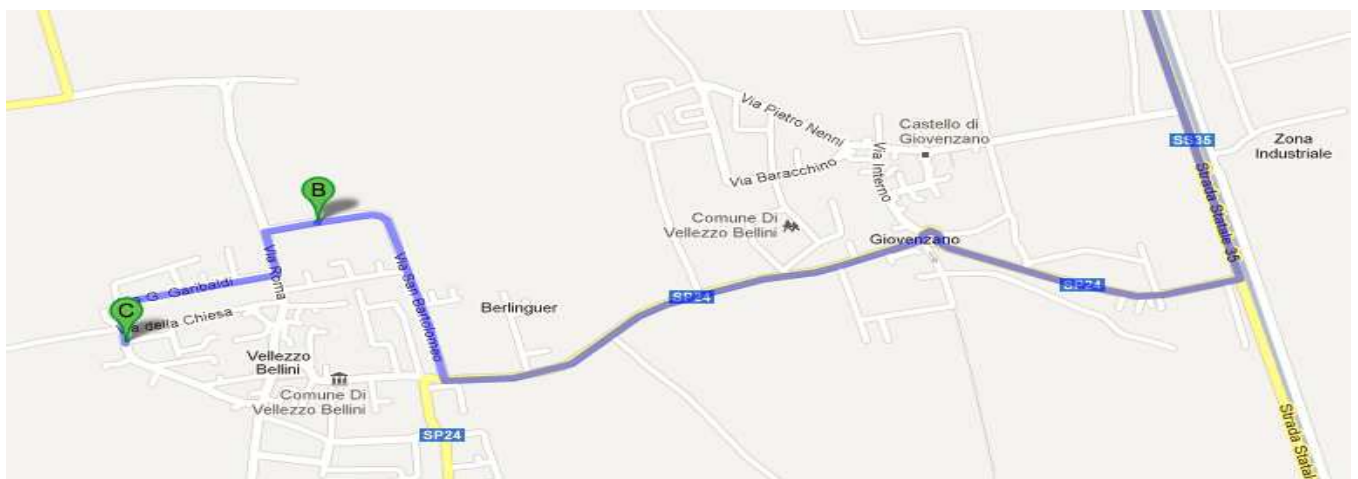 Via Pietro Nenni
Castello di
Giovenzano
SS35
Zona
Industriale
Via Baracchino
Via Interno
Strada Statale 35
B
Comune Di
Vellezzo Bellini
Giovenzano
Via Roma
Via San Bartolomeo
G. Garibaldi
SP24
SP24
C
a della Chiesa
Berlinguer
Vellezzo
Bellini
Comune Di
Vellezzo Bellini
SP24
Strada Statal